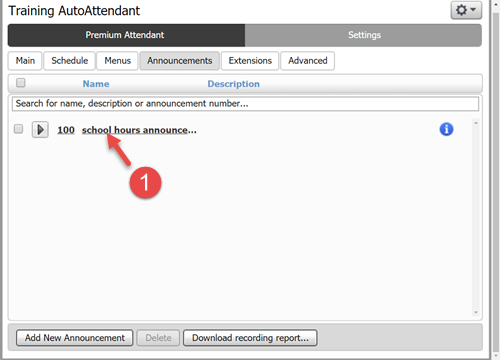 Training AutoAttendant
Premium Attendant Settings
Main Schedule Menus Announcements Extensions Advanced
Name Description
Search for name, description or announcement number...
100 school hours announce...
1
Add New Announcement Delete Download recording report...